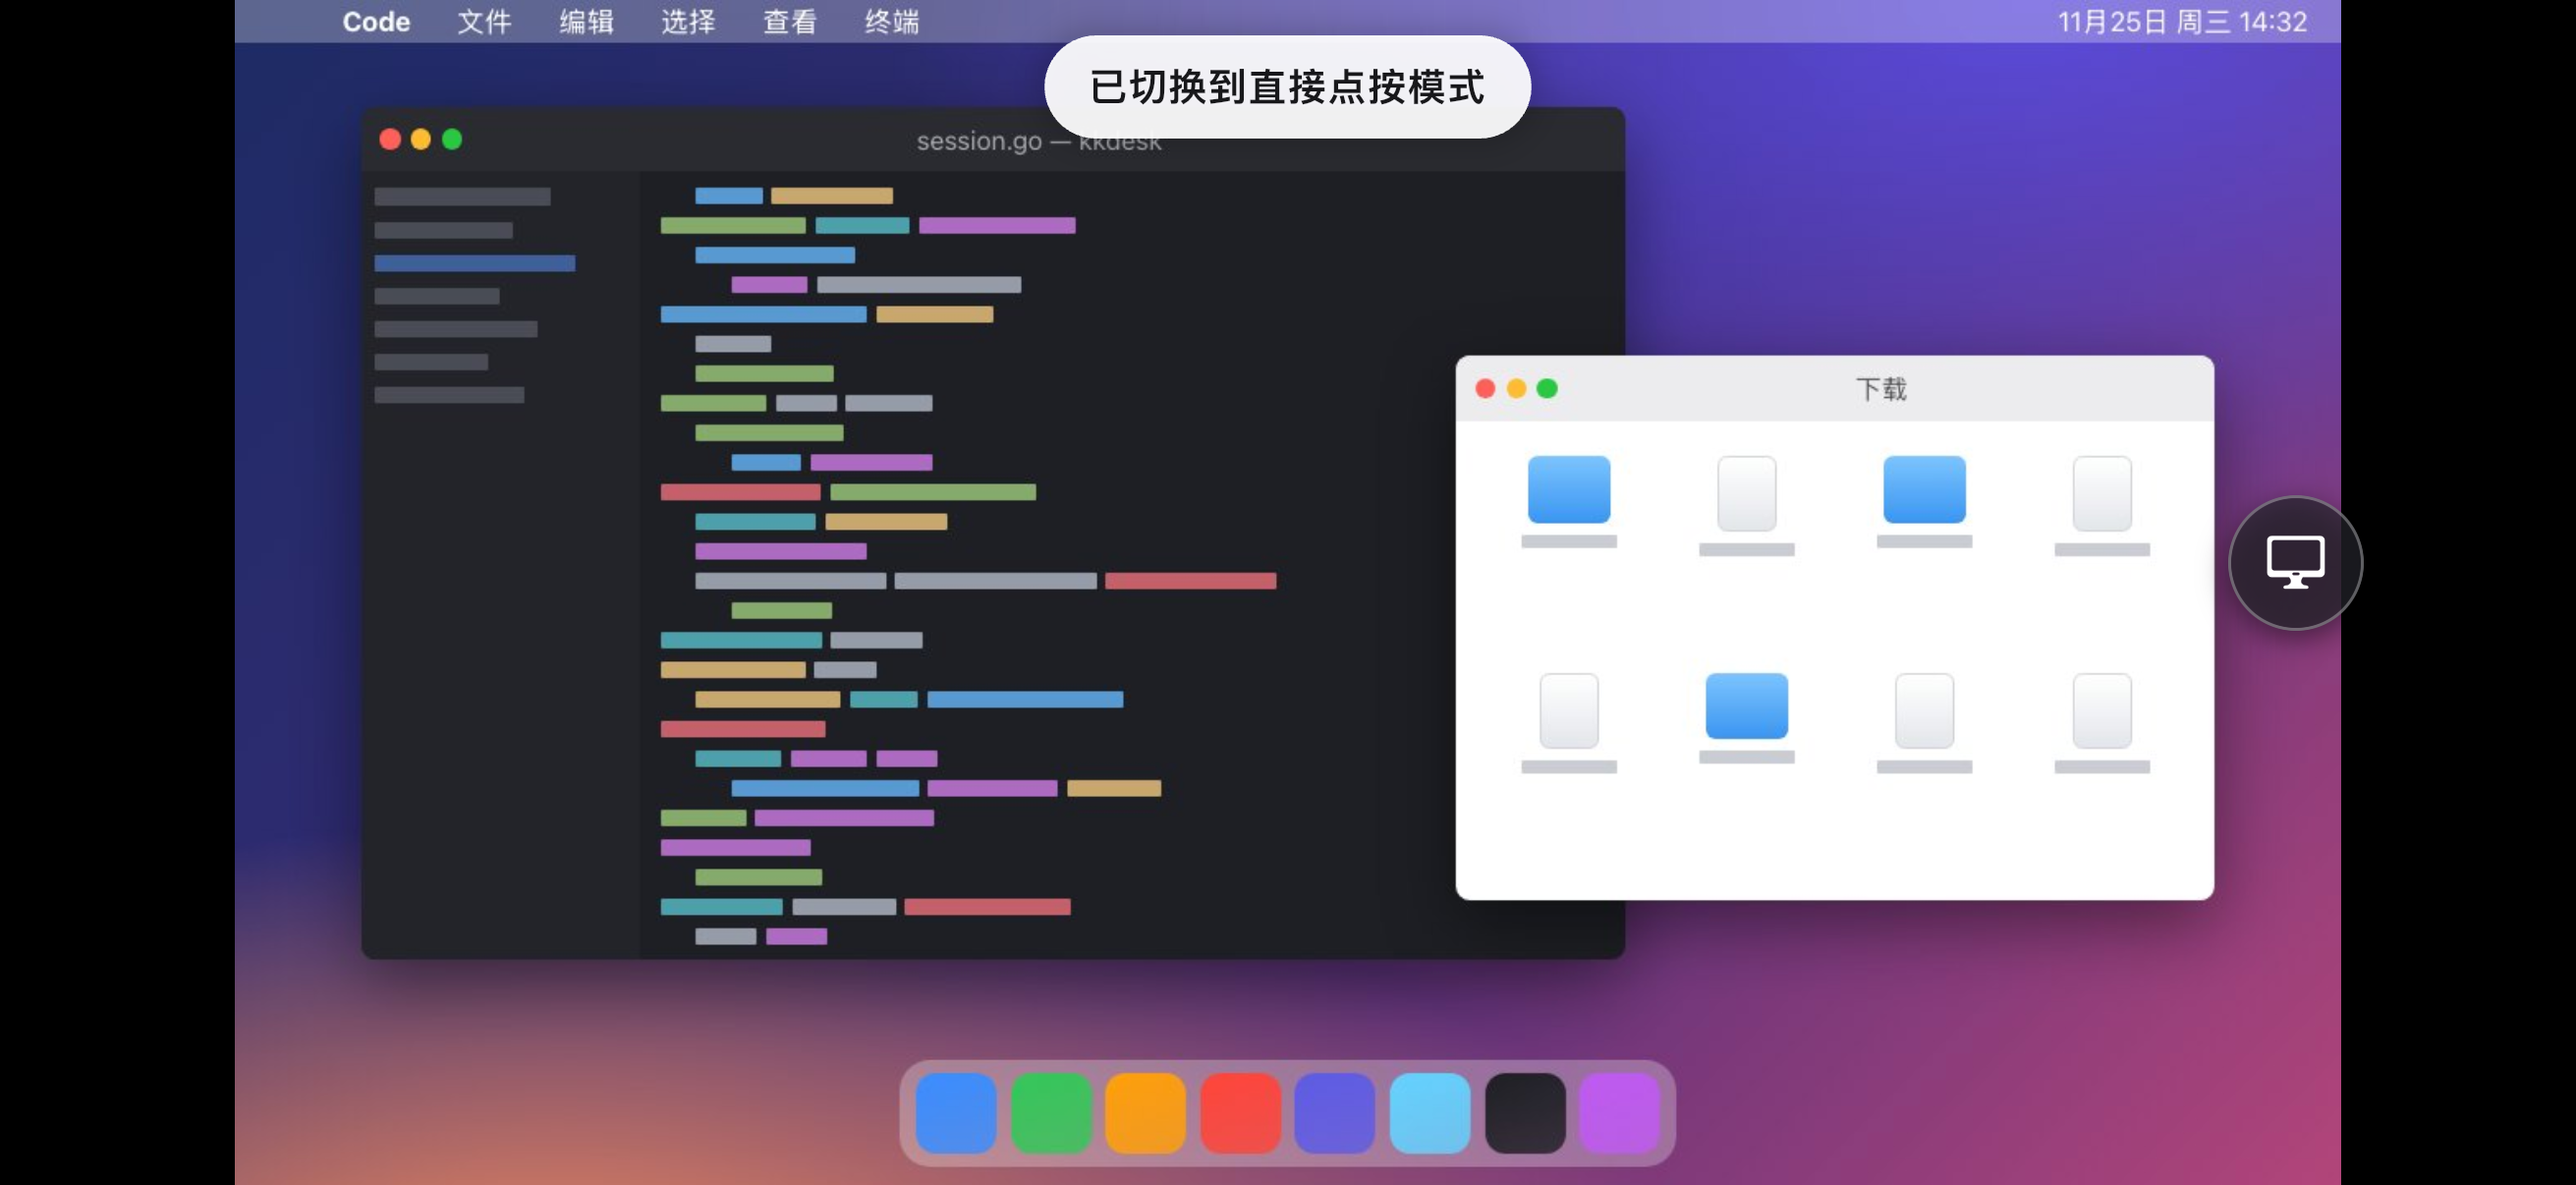 Code 文件 编辑 选择 查看 终端 11月25日 周三 14:32
已切换到直接点按模式
session.go — kkdesk
下载